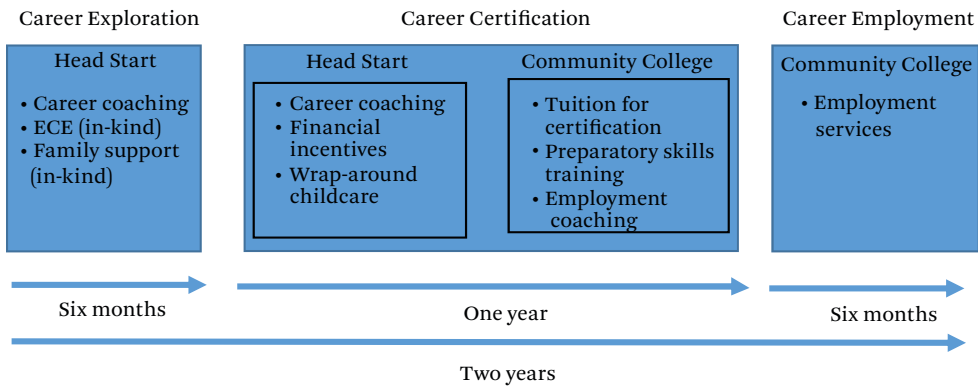 Career Exploration
Career Certification
Career Employment
Head Start
• Career coaching
• ECE (in-kind)
• Family support
(in-kind)
Head Start
• Career coaching
• Financial
incentives
• Wrap-around
childcare
Community College
• Tuition for
certification
• Preparatory skills
training
• Employment
coaching
Community College
• Employment
services
Six months
One year
Six months
Two years